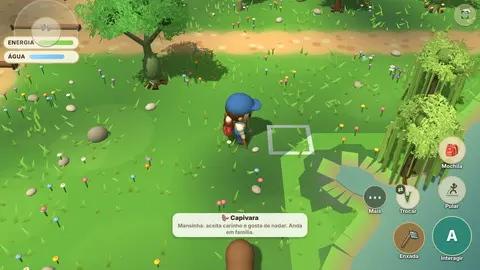 ENERGIA
ÁGUA
Capivara
Mansinha: aceita carinho e gosta de nadar. Anda
em família.
Mochila
Mais
Trocar
Pular
Enxada
A
Interagir